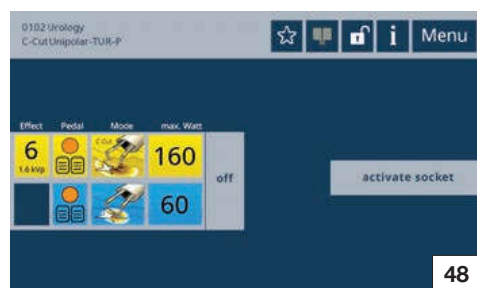 0102 Urology
C-Cut Unipolar-TUR-P
i
Menu
Effect Pedal Mode max. Watt
6
1.6 kVp
C Cut
160
off
60
activate socket
48